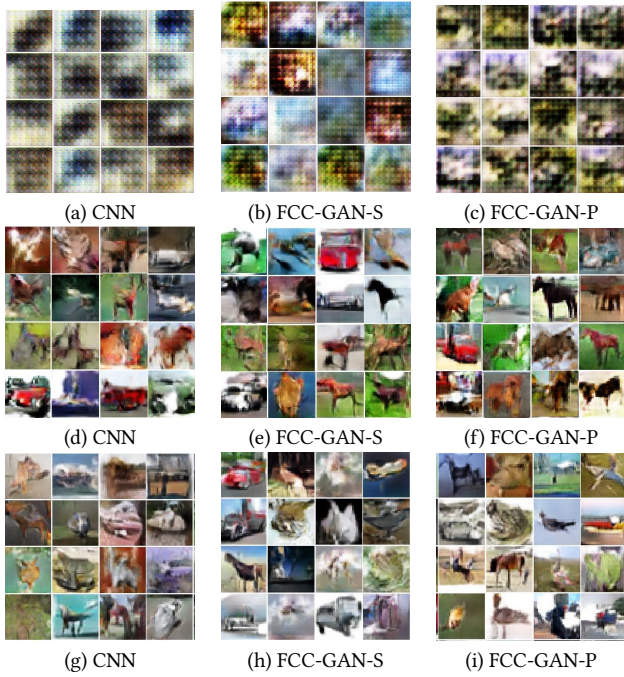 (a) CNN
(b) FCC-GAN-S
(c) FCC-GAN-P
(d) CNN
(e) FCC-GAN-S
(f) FCC-GAN-P
(g) CNN
(h) FCC-GAN-S
(i) FCC-GAN-P